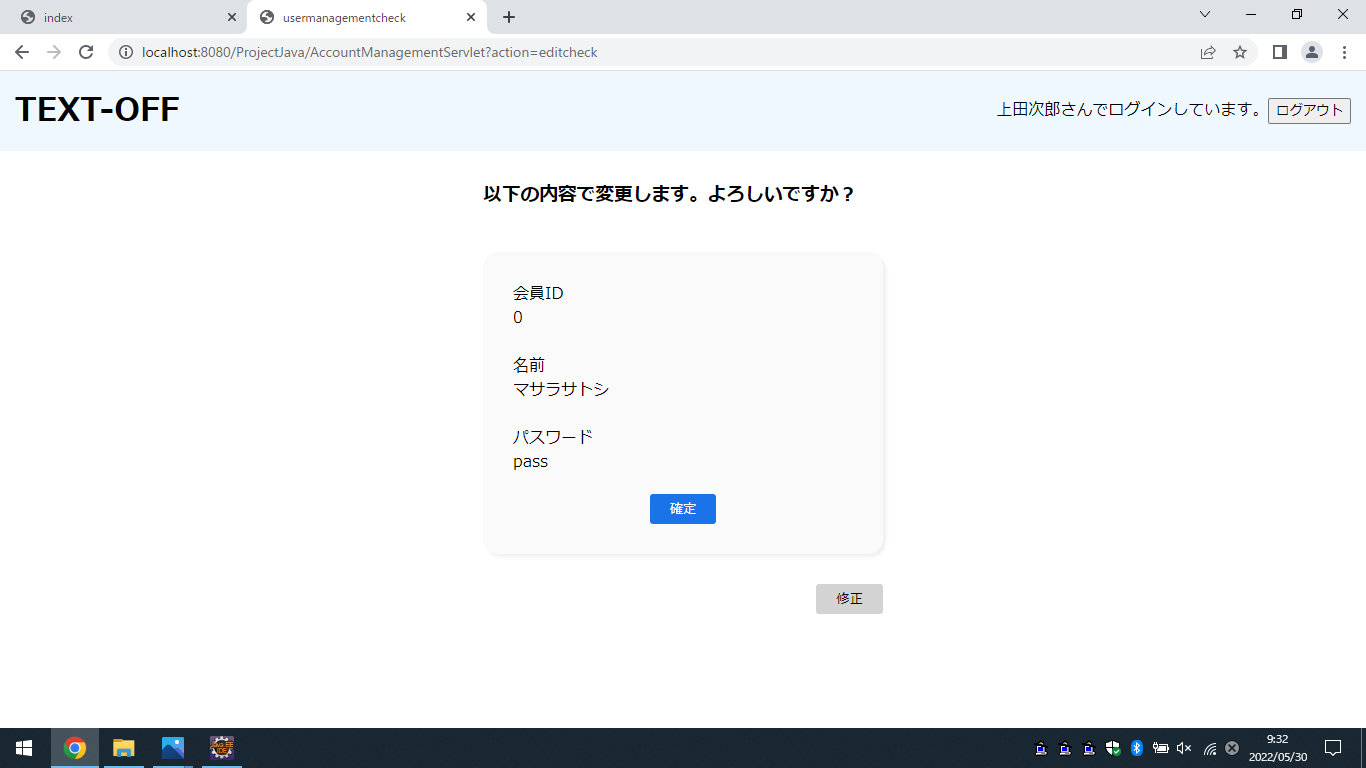 index
usermanagementcheck
localhost:8080/ProjectJava/AccountManagementServlet?action=editcheck
TEXT-OFF
上田次郎さんでログインしています。 ログアウト
以下の内容で変更します。よろしいですか？
会員ID
0
名前
マサラサトシ
パスワード
pass
確定
修正
9:32
2022/05/30